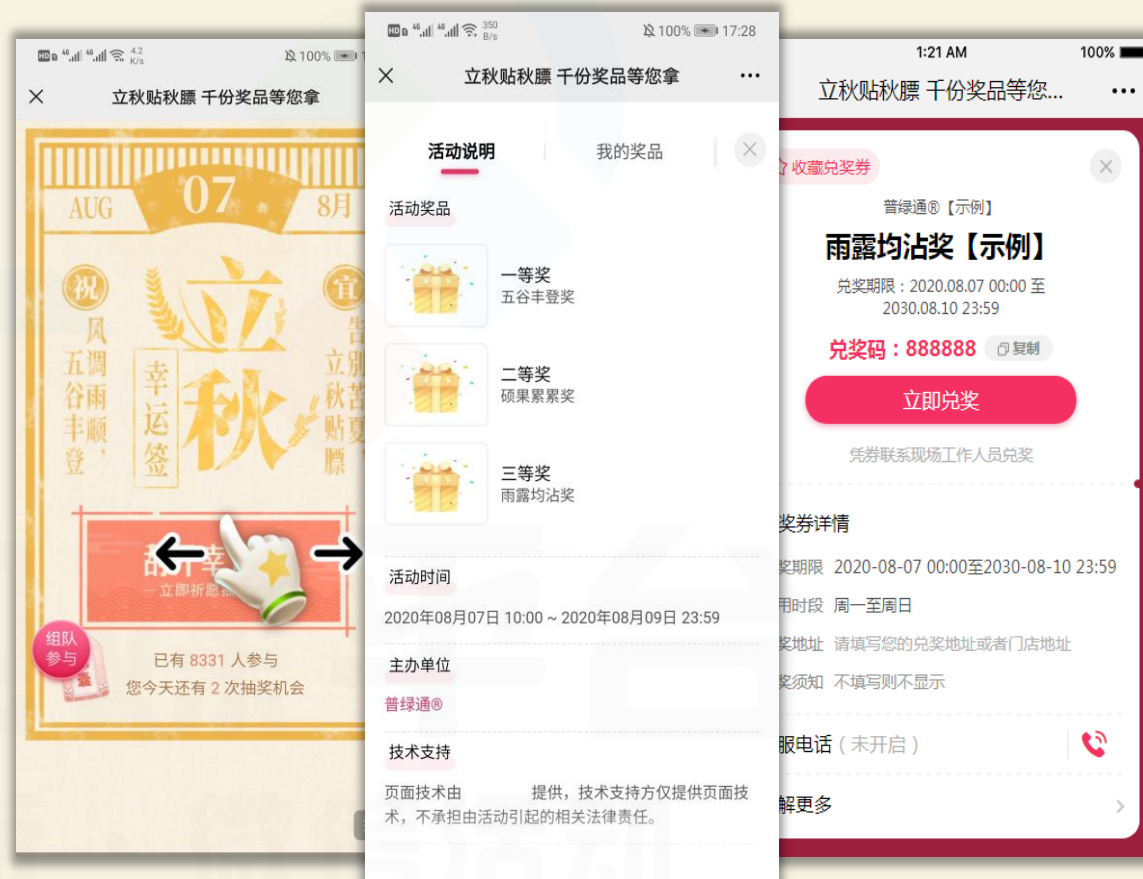 4.2
K/s
100%
立秋贴秋膘 千份奖品等您拿
AUG
07
8月
祝
宜
立秋
幸运签
风调雨顺，
五谷丰登
告别苦夏
立秋贴膘
立即祈愿
组队
参与
已有 8331 人参与
您今天还有 2 次抽奖机会
350
B/s
100%
17:28
立秋贴秋膘 千份奖品等您拿
活动说明
我的奖品
活动奖品
一等奖
五谷丰登奖
二等奖
硕果累累奖
三等奖
雨露均沾奖
活动时间
2020年08月07日 10:00 ~ 2020年08月09日 23:59
主办单位
普绿通®
技术支持
页面技术由 提供，技术支持方仅提供页面技
术，不承担由活动引起的相关法律责任。
1:21 AM
100%
立秋贴秋膘 千份奖品等您...
收藏兑奖券
普绿通®【示例】
雨露均沾奖【示例】
兑奖期限：2020.08.07 00:00 至
2030.08.10 23:59
兑奖码：888888
复制
立即兑奖
凭券联系现场工作人员兑奖
奖券详情
奖期限 2020-08-07 00:00至2030-08-10 23:59
用时段 周一至周日
奖地址 请填写您的兑奖地址或者门店地址
奖须知 不填写则不显示
服电话（未开启）
解更多